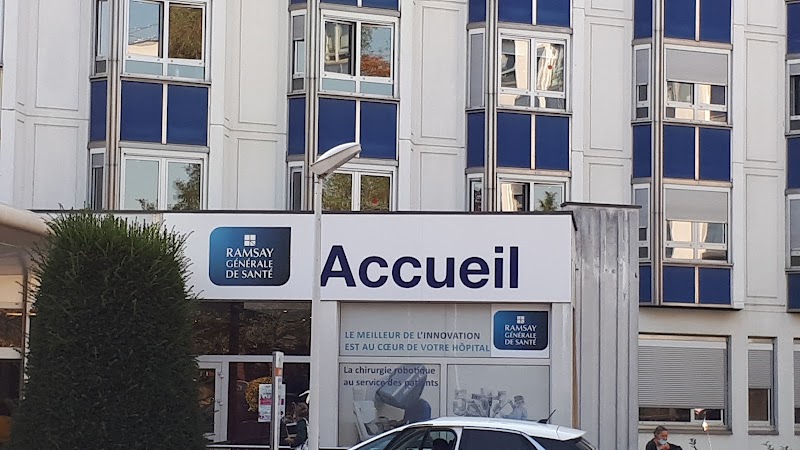 RAMSAY
GÉNÉRALE
DE SANTÉ
Accueil
LE MEILLEUR DE L'INNOVATION
EST AU CŒUR DE VOTRE HÔPITAL
RAMSAY
GÉNÉRALE
DE SANTÉ
La chirurgie robotique
au service des patients